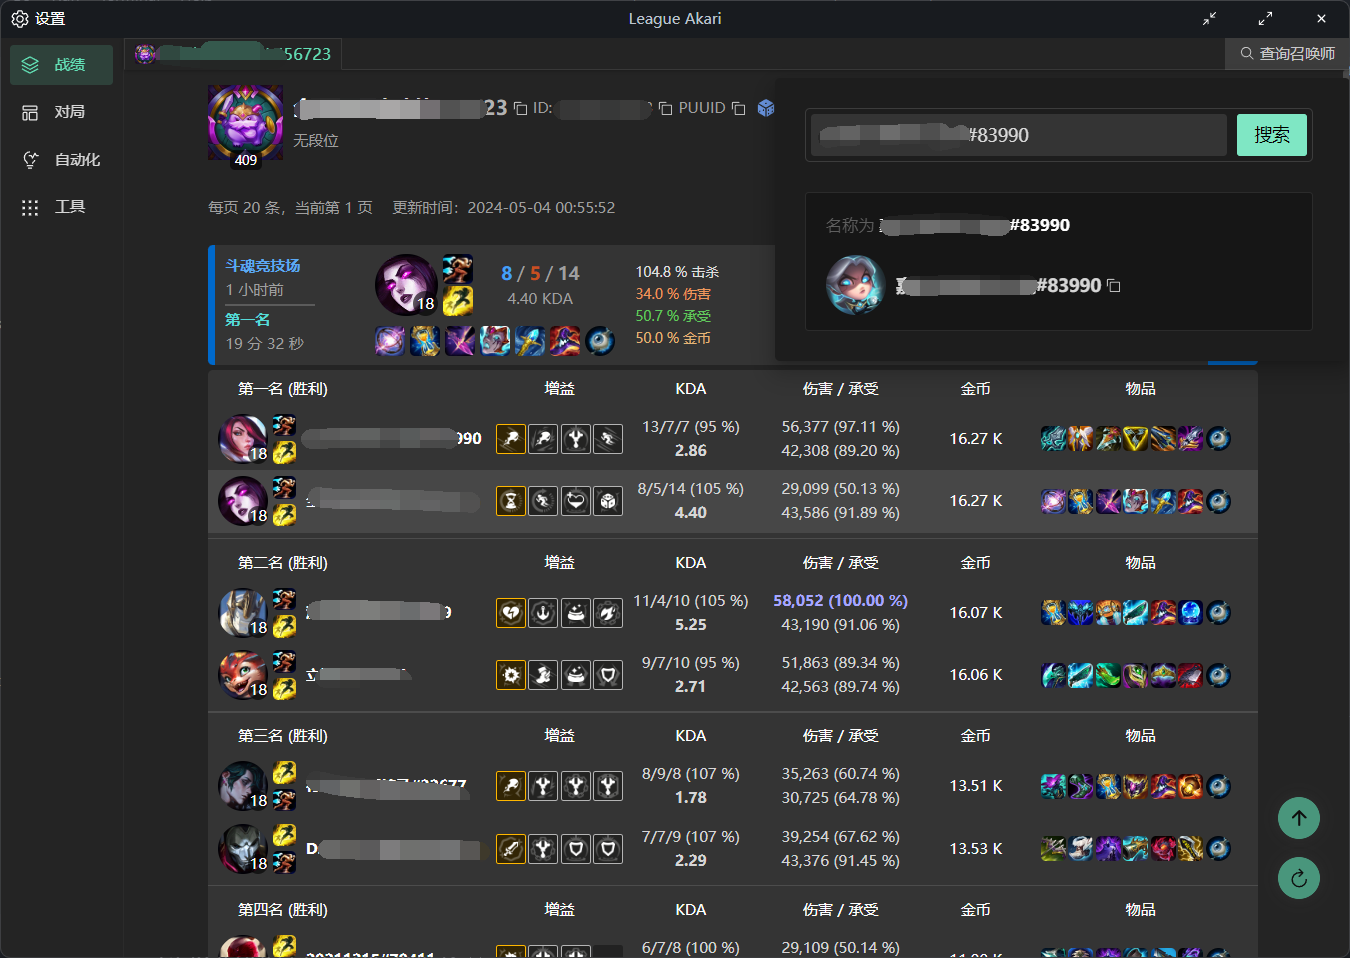 设置
League Akari
战绩
对局
自动化
工具
56723
查询召唤师
23 ID: PUUID
无段位
409
#83990
搜索
名称为 #83990
#83990
每页 20 条，当前第 1 页 更新时间：2024-05-04 00:55:52
斗魂竞技场
1 小时前
第一名
19 分 32 秒
18
8 / 5 / 14
4.40 KDA
104.8 % 击杀
34.0 % 伤害
50.7 % 承受
50.0 % 金币
第一名 (胜利) 增益 KDA 伤害 / 承受 金币 物品
18 990 13/7/7 (95 %) 56,377 (97.11 %) 16.27 K
2.86 42,308 (89.20 %)
18 8/5/14 (105 %) 29,099 (50.13 %) 16.27 K
4.40 43,586 (91.89 %)
第二名 (胜利) 增益 KDA 伤害 / 承受 金币 物品
18 9 11/4/10 (105 %) 58,052 (100.00 %) 16.07 K
5.25 43,190 (91.06 %)
18 9/7/10 (95 %) 51,863 (89.34 %) 16.06 K
2.71 42,563 (89.74 %)
第三名 (胜利) 增益 KDA 伤害 / 承受 金币 物品
18 8/9/8 (107 %) 35,263 (60.74 %) 13.51 K
1.78 30,725 (64.78 %)
18 D 7/7/9 (107 %) 39,254 (67.62 %) 13.53 K
2.29 43,376 (91.45 %)
第四名 (胜利) 增益 KDA 伤害 / 承受 金币 物品
6/7/8 (100 %) 29,109 (50.14 %)